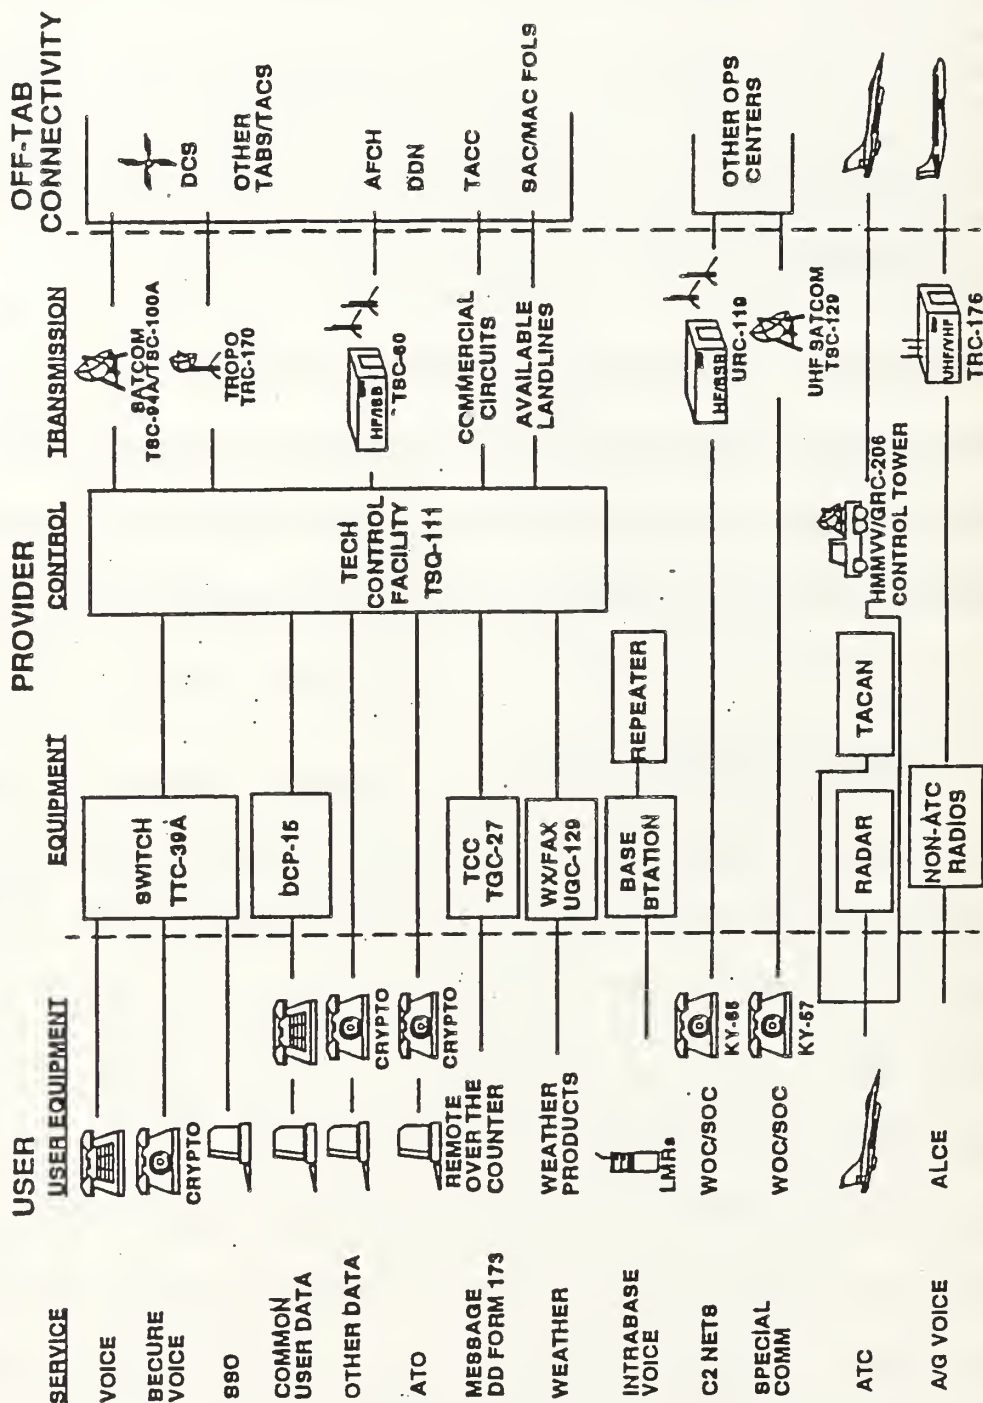 USER
PROVIDER
OFF-TAB
CONNECTIVITY
SERVICE
USER EQUIPMENT
EQUIPMENT
CONTROL
TRANSMISSION
VOICE
BECURE
VOICE
CRYPTO
SSO
SWITCH
TTC-39A
COMMON
USER DATA
DCP-15
OTHER DATA
CRYPTO
ATO
CRYPTO
MESSAGE
DD FORM 173
REMOTE
OVER THE
COUNTER
TCC
TGC-27
WEATHER
WEATHER
PRODUCTS
WX/FAX
UGC-129
TECH
CONTROL
FACILITY
TSQ-111
SATCOM
TSC-94A/TSC-100A
TROPO
TRC-170
HF/ISB
TSC-60
COMMERCIAL
CIRCUITS
AVAILABLE
LANDLINES
DCS
OTHER
TABS/TACS
AFCH
DDN
TACC
SAC/MAC FOLS
INTRABASE
VOICE
LMRs
BASE
STATION
REPEATER
C2 NETS
WOC/SOC
KY-65
HF/SSB
URC-119
OTHER OPS
CENTERS
SPECIAL
COMM
WOC/SOC
KY-57
UHF SATCOM
TSC-129
ATC
RADAR
TACAN
HMMVV/GRC-206
CONTROL TOWER
A/G VOICE
ALCE
NON-ATC
RADIOS
UHF/VHF
TRC-176